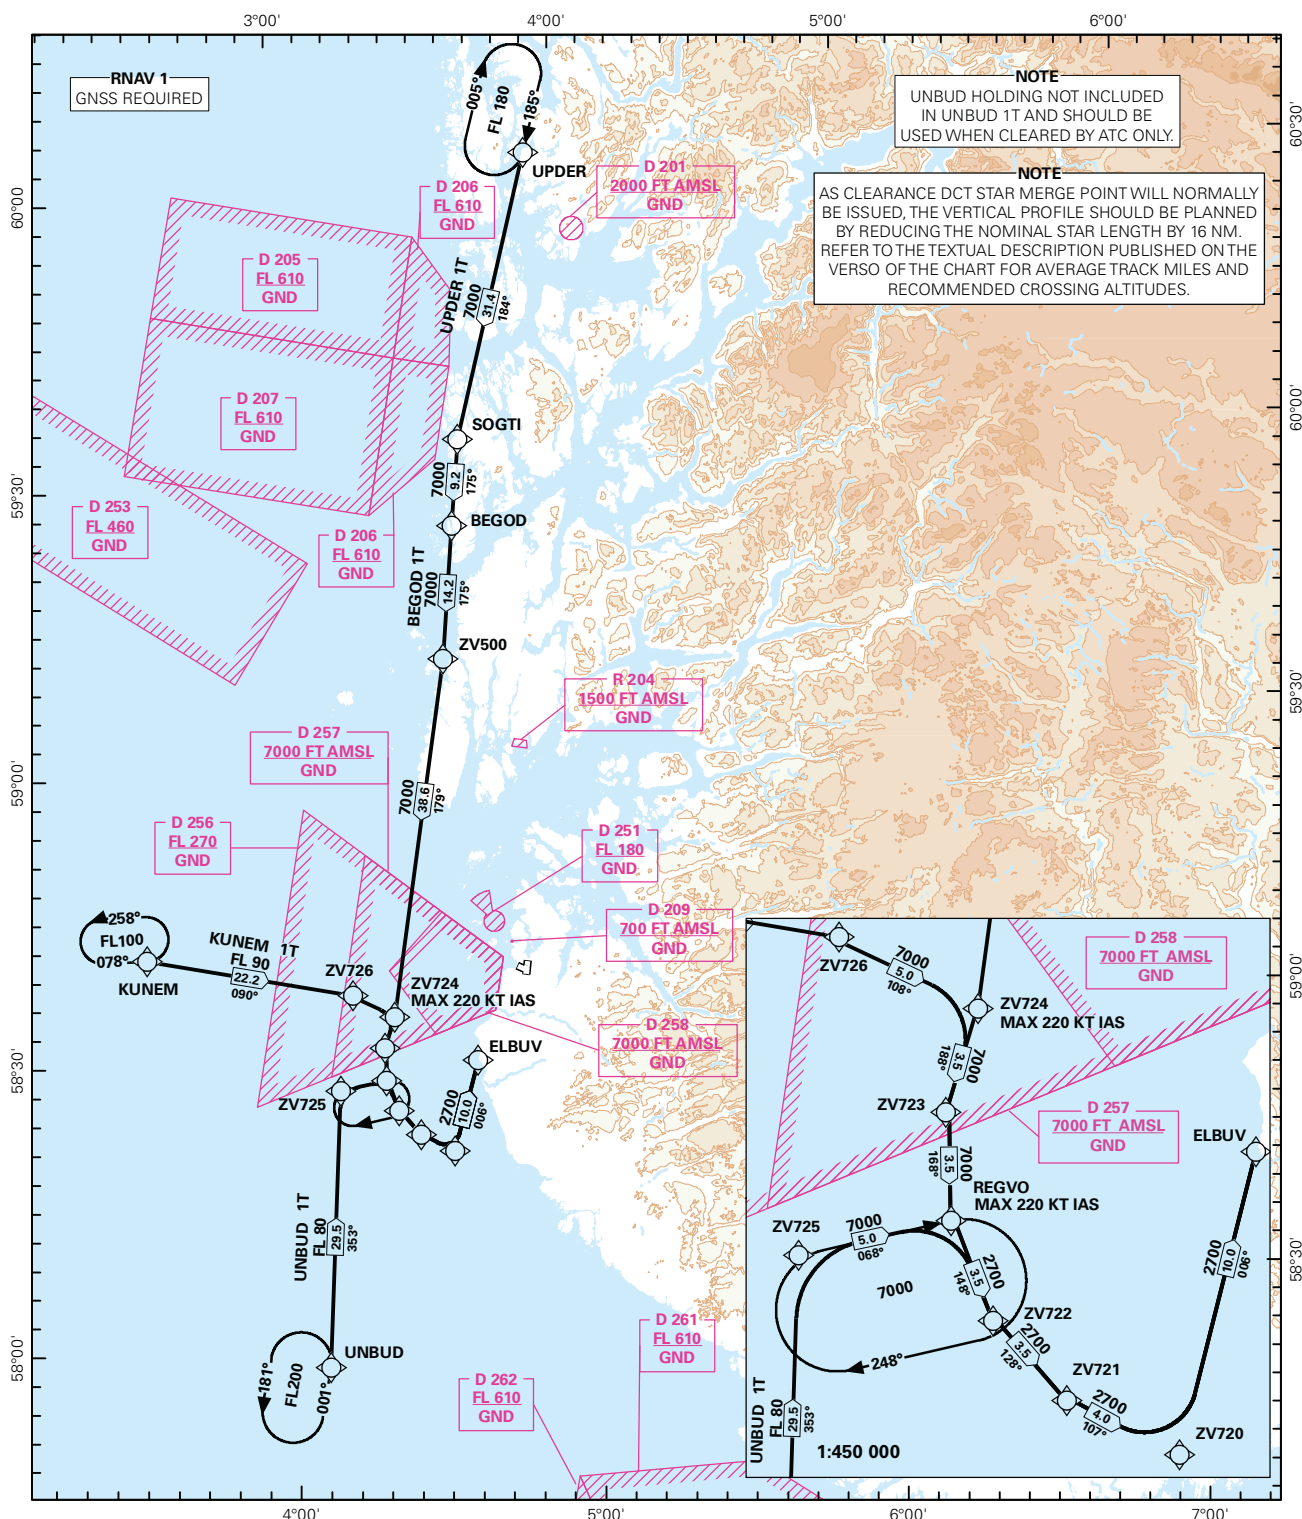 3°00'
4°00'
5°00'
6°00'
RNAV 1
GNSS REQUIRED
005°
FL 180
185°
UPDER
NOTE
UNBUD HOLDING NOT INCLUDED
IN UNBUD 1T AND SHOULD BE
USED WHEN CLEARED BY ATC ONLY.
60°30'
NOTE
AS CLEARANCE DCT STAR MERGE POINT WILL NORMALLY
BE ISSUED, THE VERTICAL PROFILE SHOULD BE PLANNED
BY REDUCING THE NOMINAL STAR LENGTH BY 16 NM.
REFER TO THE TEXTUAL DESCRIPTION PUBLISHED ON THE
VERSO OF THE CHART FOR AVERAGE TRACK MILES AND
RECOMMENDED CROSSING ALTITUDES.
D 201
2000 FT AMSL
GND
D 206
FL 610
GND
60°00'
D 205
FL 610
GND
UPDER 1T
7000
31.4
184°
D 207
FL 610
GND
60°00'
SOGTI
7000
9.2
175°
59°30'
BEGOD
D 253
FL 460
GND
D 206
FL 610
GND
BEGOD 1T
7000
14.2
175°
ZV500
R 204
1500 FT AMSL
GND
59°30'
D 257
7000 FT AMSL
GND
59°00'
7000
38.6
179°
D 256
FL 270
GND
D 251
FL 180
GND
D 209
700 FT AMSL
GND
258°
FL100
078°
KUNEM
KUNEM 1T
FL 90
22.2
090°
ZV726
ZV724
MAX 220 KT IAS
D 258
7000 FT AMSL
GND
ELBUV
58°30'
ZV725
2700
10.0
006°
UNBUD 1T
FL 80
29.5
353°
UNBUD
181°
FL200
001°
58°00'
D 261
FL 610
GND
D 262
FL 610
GND
ZV726
7000
5.0
108°
D 258
7000 FT AMSL
GND
59°00'
ZV724
MAX 220 KT IAS
7000
3.5
188°
ZV723
D 257
7000 FT AMSL
GND
ELBUV
7000
3.5
168°
REGVO
MAX 220 KT IAS
ZV725
7000
5.0
068°
7000
2700
3.5
148°
2700
10.0
006°
58°30'
ZV722
248°
2700
3.5
128°
ZV721
2700
4.0
107°
ZV720
UNBUD 1T
FL 80
29.5
353°
1:450 000
4°00'
5°00'
6°00'
7°00'